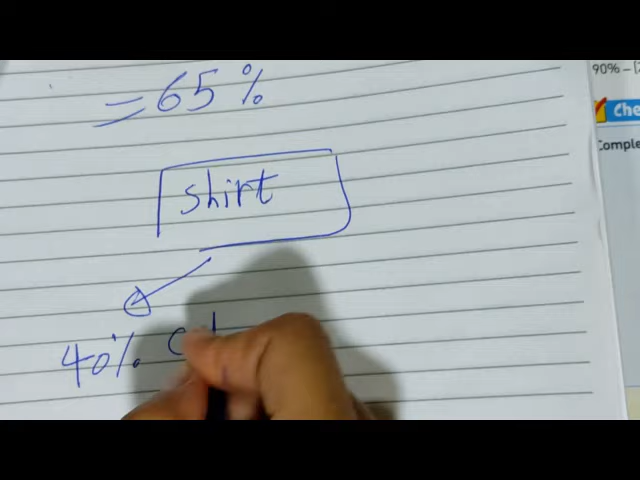 = 65 %
90% –
Che
Comple
shirt
40%